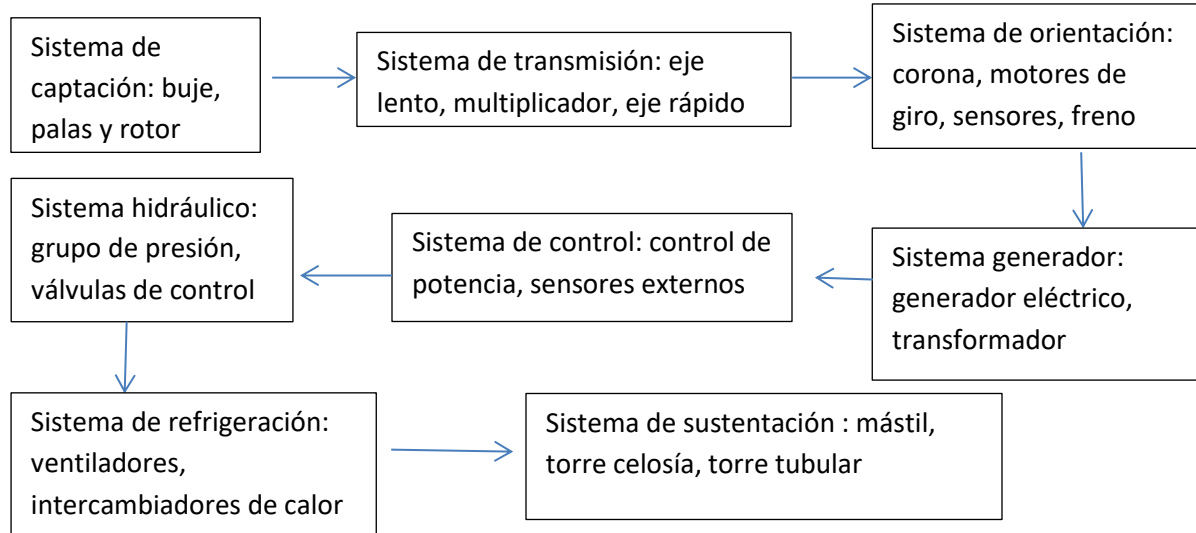 Sistema de
captación: buje,
palas y rotor
Sistema de transmisión: eje
lento, multiplicador, eje rápido
Sistema de orientación:
corona, motores de
giro, sensores, freno
Sistema generador:
generador eléctrico,
transformador
Sistema de control: control de
potencia, sensores externos
Sistema hidráulico:
grupo de presión,
válvulas de control
Sistema de refrigeración:
ventiladores,
intercambiadores de calor
Sistema de sustentación : mástil,
torre celosía, torre tubular